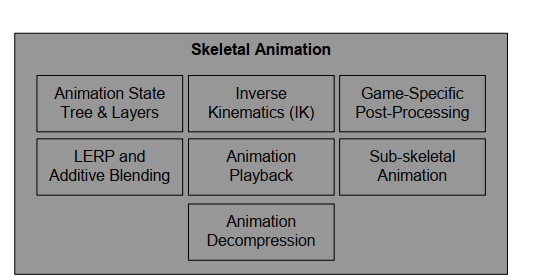 Skeletal Animation
Animation State
Tree & Layers
Inverse
Kinematics (IK)
Game-Specific
Post-Processing
LERP and
Additive Blending
Animation
Playback
Sub-skeletal
Animation
Animation
Decompression